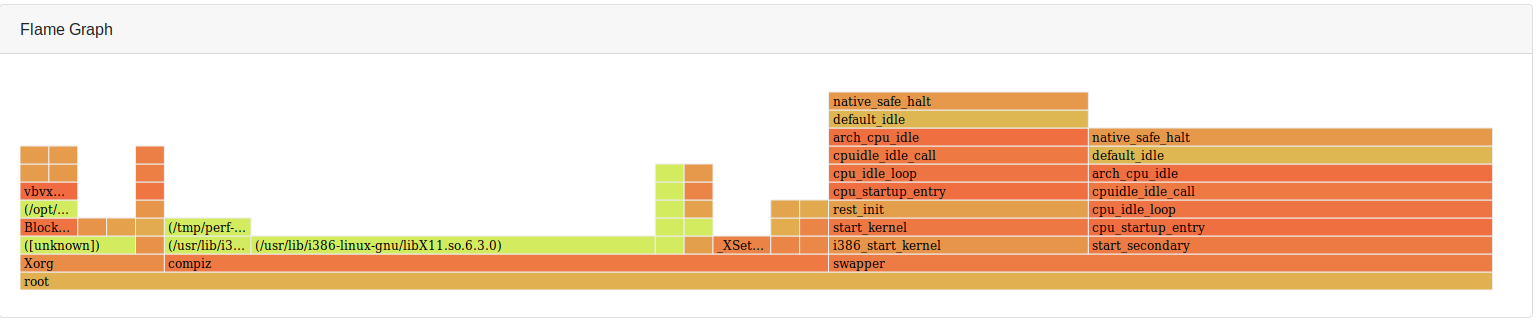 Flame Graph
native_safe_halt
default_idle
arch_cpu_idle native_safe_halt
cpuidle_idle_call default_idle
cpu_idle_loop arch_cpu_idle
vbvx... cpu_startup_entry cpuidle_idle_call
(/opt/... rest_init cpu_idle_loop
Block... (/tmp/perf-... start_kernel cpu_startup_entry
([unknown]) (/usr/lib/i3... (/usr/lib/i386-linux-gnu/libX11.so.6.3.0) _XSet... i386_start_kernel start_secondary
Xorg compiz swapper
root